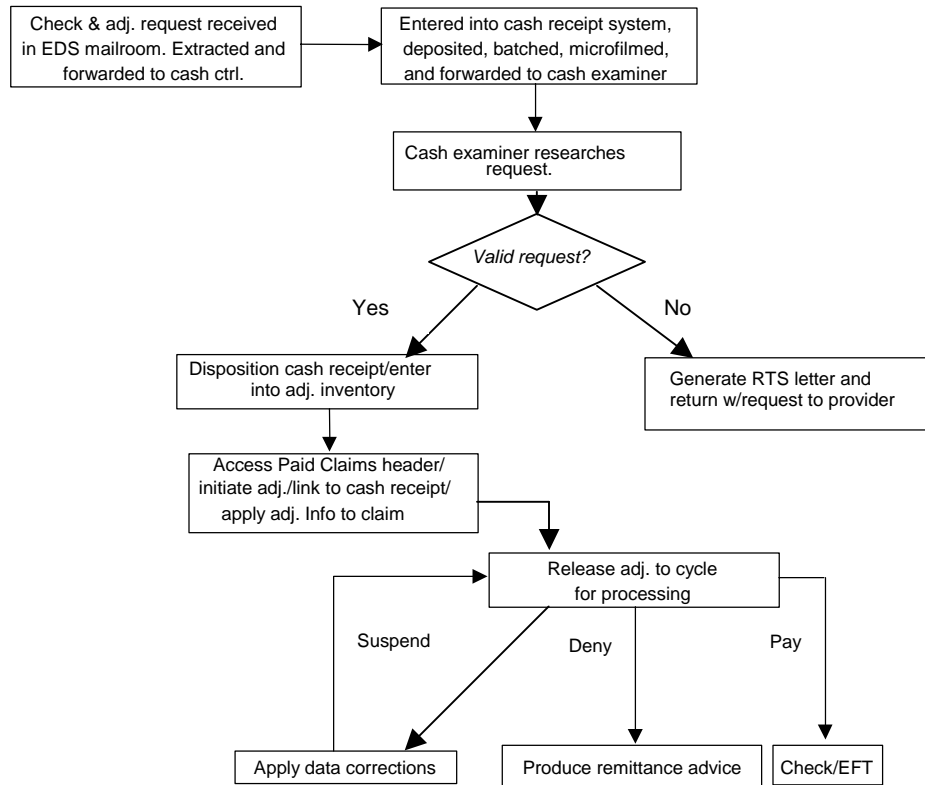 Check & adj. request received
in EDS mailroom. Extracted and
forwarded to cash ctrl.
Entered into cash receipt system,
deposited, batched, microfilmed,
and forwarded to cash examiner
Cash examiner researches
request.
Valid request?
Yes
No
Disposition cash receipt/enter
into adj. inventory
Generate RTS letter and
return w/request to provider
Access Paid Claims header/
initiate adj./link to cash receipt/
apply adj. Info to claim
Release adj. to cycle
for processing
Suspend
Deny
Pay
Apply data corrections
Produce remittance advice
Check/EFT